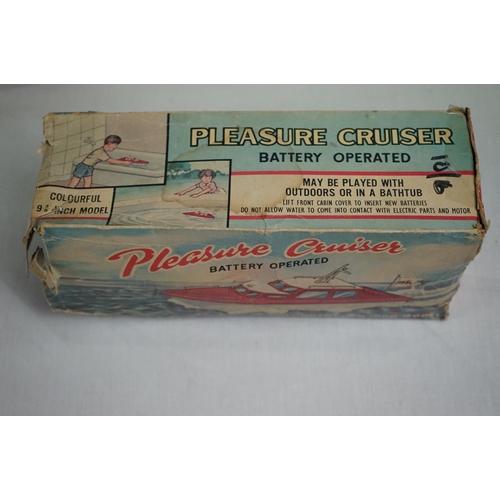 PLEASURE CRUISER
BATTERY OPERATED
MAY BE PLAYED WITH
OUTDOORS OR IN A BATHTUB
LIFT FRONT CABIN COVER TO INSERT NEW BATTERIES
DO NOT ALLOW WATER TO COME INTO CONTACT WITH ELECTRIC PARTS AND MOTOR
COLOURFUL
INCH MODEL
Pleasure Cruiser
BATTERY OPERATED